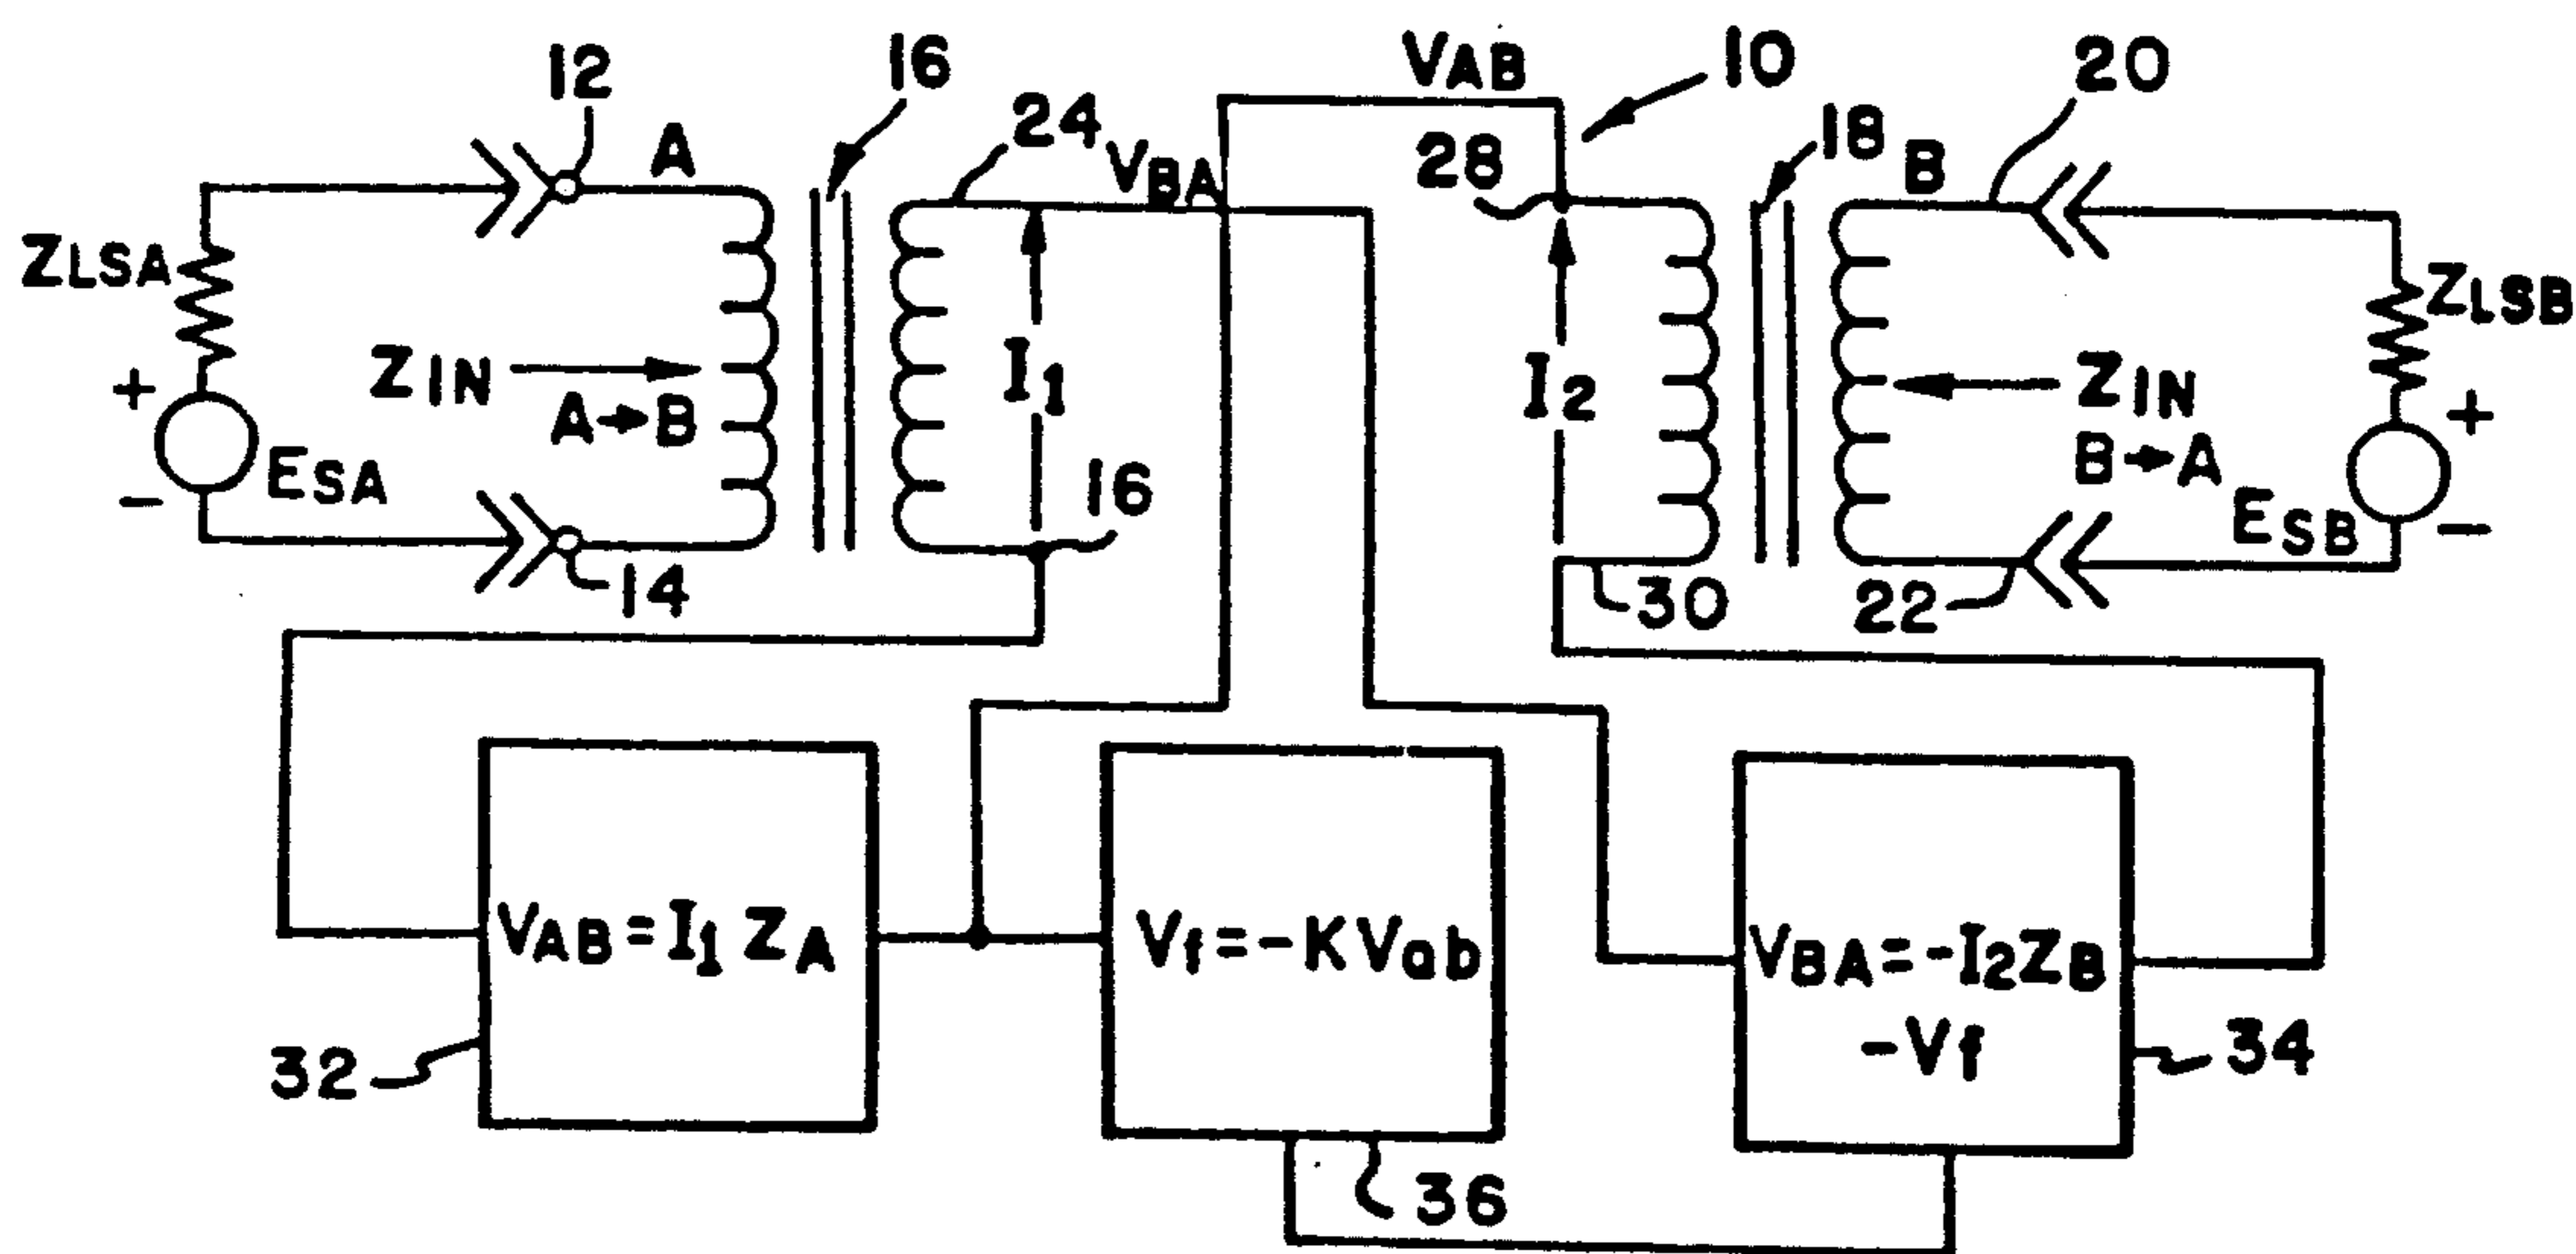 12
16
VAB
10
20
A
24
VBA
28
18
B
ZLSA
ZIN
A→B
+
ESA
−
I1
I2
16
ZIN
B→A
ZLSB
+
ESB
−
14
30
22
VAB = I1 ZA
Vf = -KVab
VBA = -I2ZB
-Vf
32
34
36